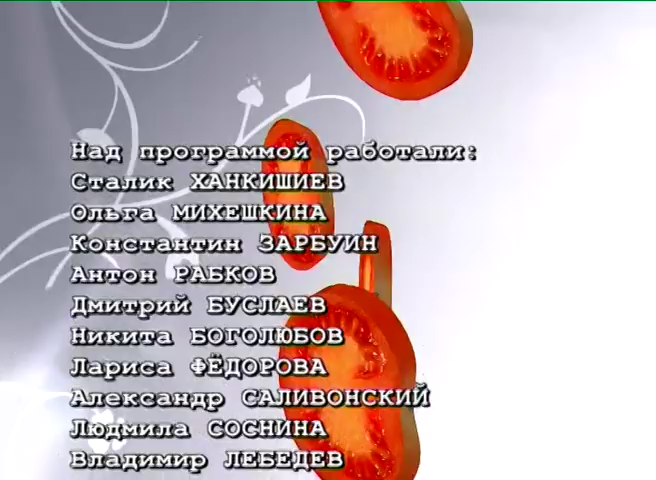 Над программой работали:
Сталик ХАНКИШИЕВ
Ольга МИХЕШКИНА
Константин ЗАРБУИН
Антон РАБКОВ
Дмитрий БУСЛАЕВ
Никита БОГОЛЮБОВ
Лариса ФЁДОРОВА
Александр САЛИВОНСКИЙ
Людмила СОСНИНА
Владимир ЛЕБЕДЕВ